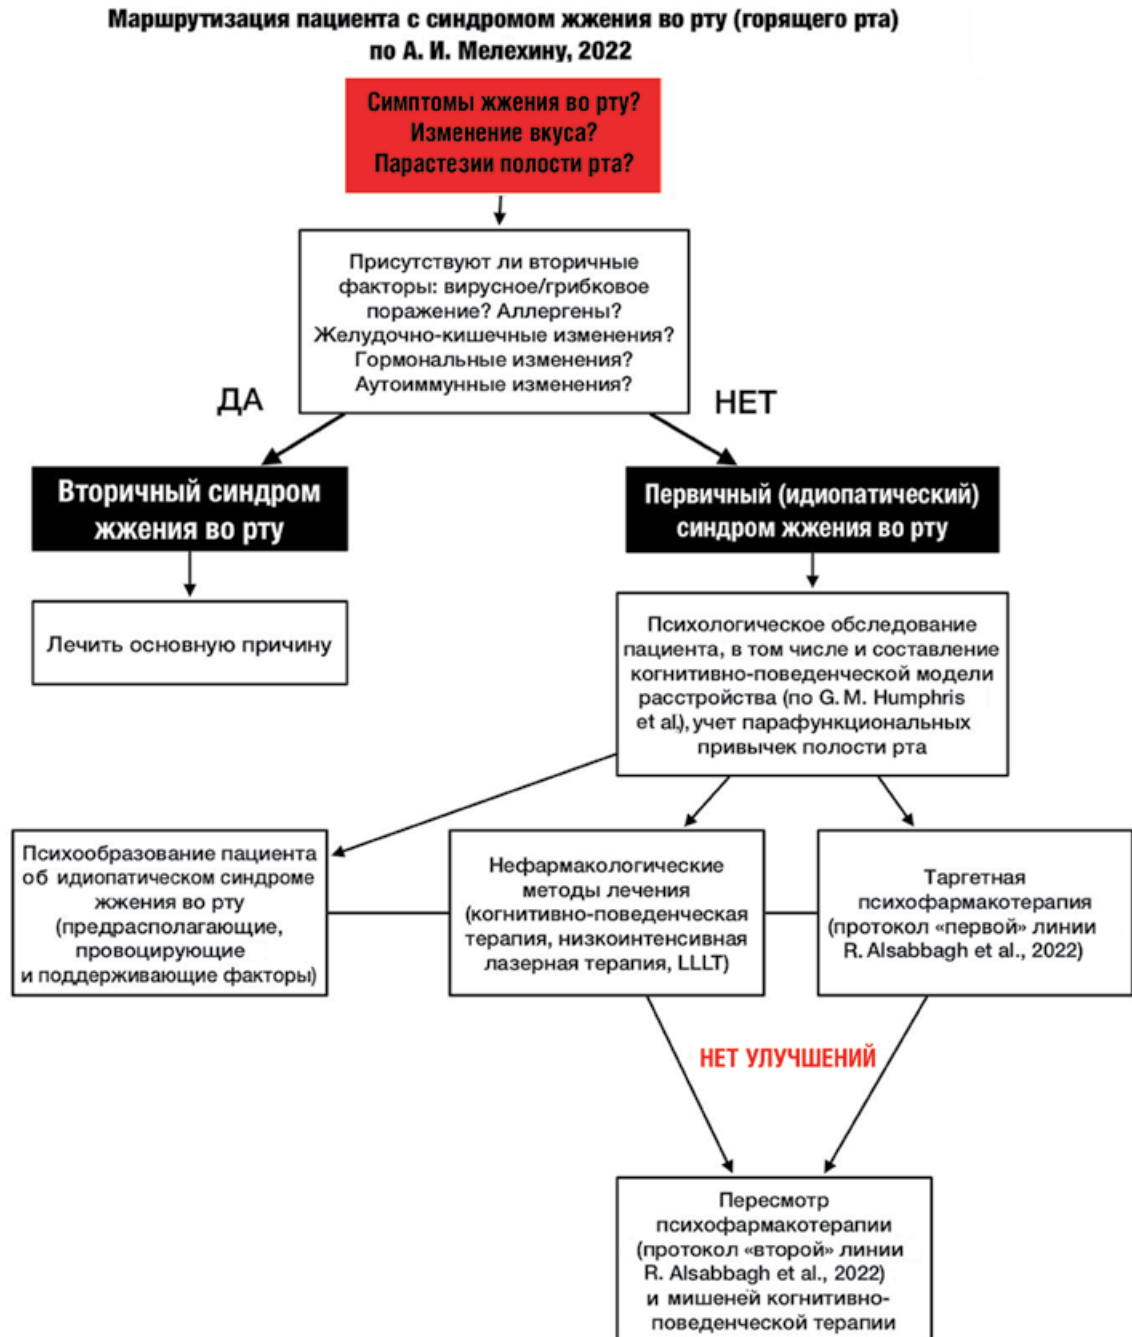 Маршрутизация пациента с синдромом жжения во рту (горящего рта)
по А. И. Мелехину, 2022
Симптомы жжения во рту?
Изменение вкуса?
Парастезии полости рта?
Присутствуют ли вторичные
факторы: вирусное/грибковое
поражение? Аллергены?
Желудочно-кишечные изменения?
Гормональные изменения?
Аутоиммунные изменения?
ДА
НЕТ
Вторичный синдром
жжения во рту
Первичный (идиопатический)
синдром жжения во рту
Лечить основную причину
Психологическое обследование
пациента, в том числе и составление
когнитивно-поведенческой модели
расстройства (по G. M. Humphris
et al.), учет парафункциональных
привычек полости рта
Психообразование пациента
об идиопатическом синдроме
жжения во рту
(предрасполагающие,
провоцирующие
и поддерживающие факторы)
Нефармакологические
методы лечения
(когнитивно-поведенческая
терапия, низкоинтенсивная
лазерная терапия, LLLT)
Таргетная
психофармакотерапия
(протокол «первой» линии
R. Alsabbagh et al., 2022)
НЕТ УЛУЧШЕНИЙ
Пересмотр
психофармакотерапии
(протокол «второй» линии
R. Alsabbagh et al., 2022)
и мишеней когнитивно-
поведенческой терапии